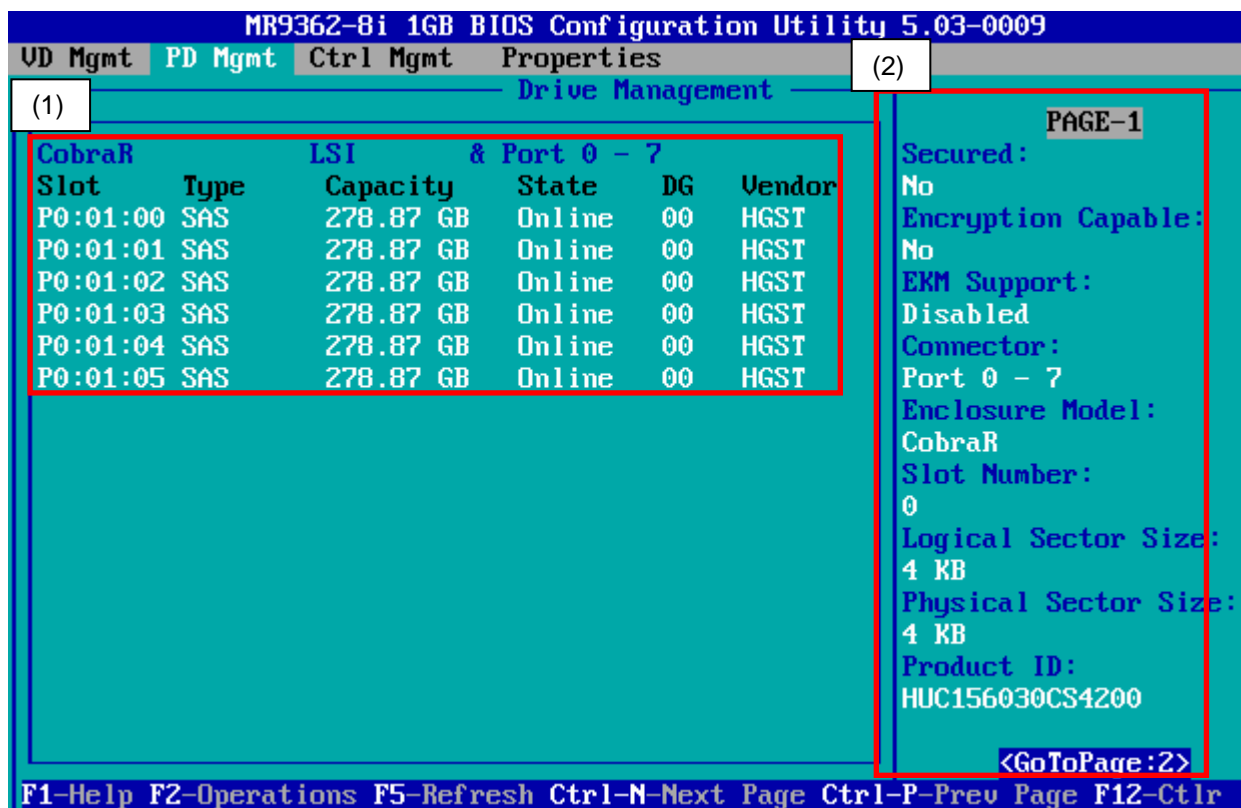 MR9362-8i 1GB BIOS Configuration Utility 5.03-0009
VD Mgmt PD Mgmt Ctrl Mgmt Properties
(1)
(2)
Drive Management
CobraR LSI & Port 0 - 7
Slot Type Capacity State DG Vendor
P0:01:00 SAS 278.87 GB Online 00 HGST
P0:01:01 SAS 278.87 GB Online 00 HGST
P0:01:02 SAS 278.87 GB Online 00 HGST
P0:01:03 SAS 278.87 GB Online 00 HGST
P0:01:04 SAS 278.87 GB Online 00 HGST
P0:01:05 SAS 278.87 GB Online 00 HGST
PAGE-1
Secured:
No
Encryption Capable:
No
EKM Support:
Disabled
Connector:
Port 0 - 7
Enclosure Model:
CobraR
Slot Number:
0
Logical Sector Size:
4 KB
Physical Sector Size:
4 KB
Product ID:
HUC156030CS4200
<GoToPage:2>
F1-Help F2-Operations F5-Refresh Ctrl-N-Next Page Ctrl-P-Prev Page F12-Ctlr